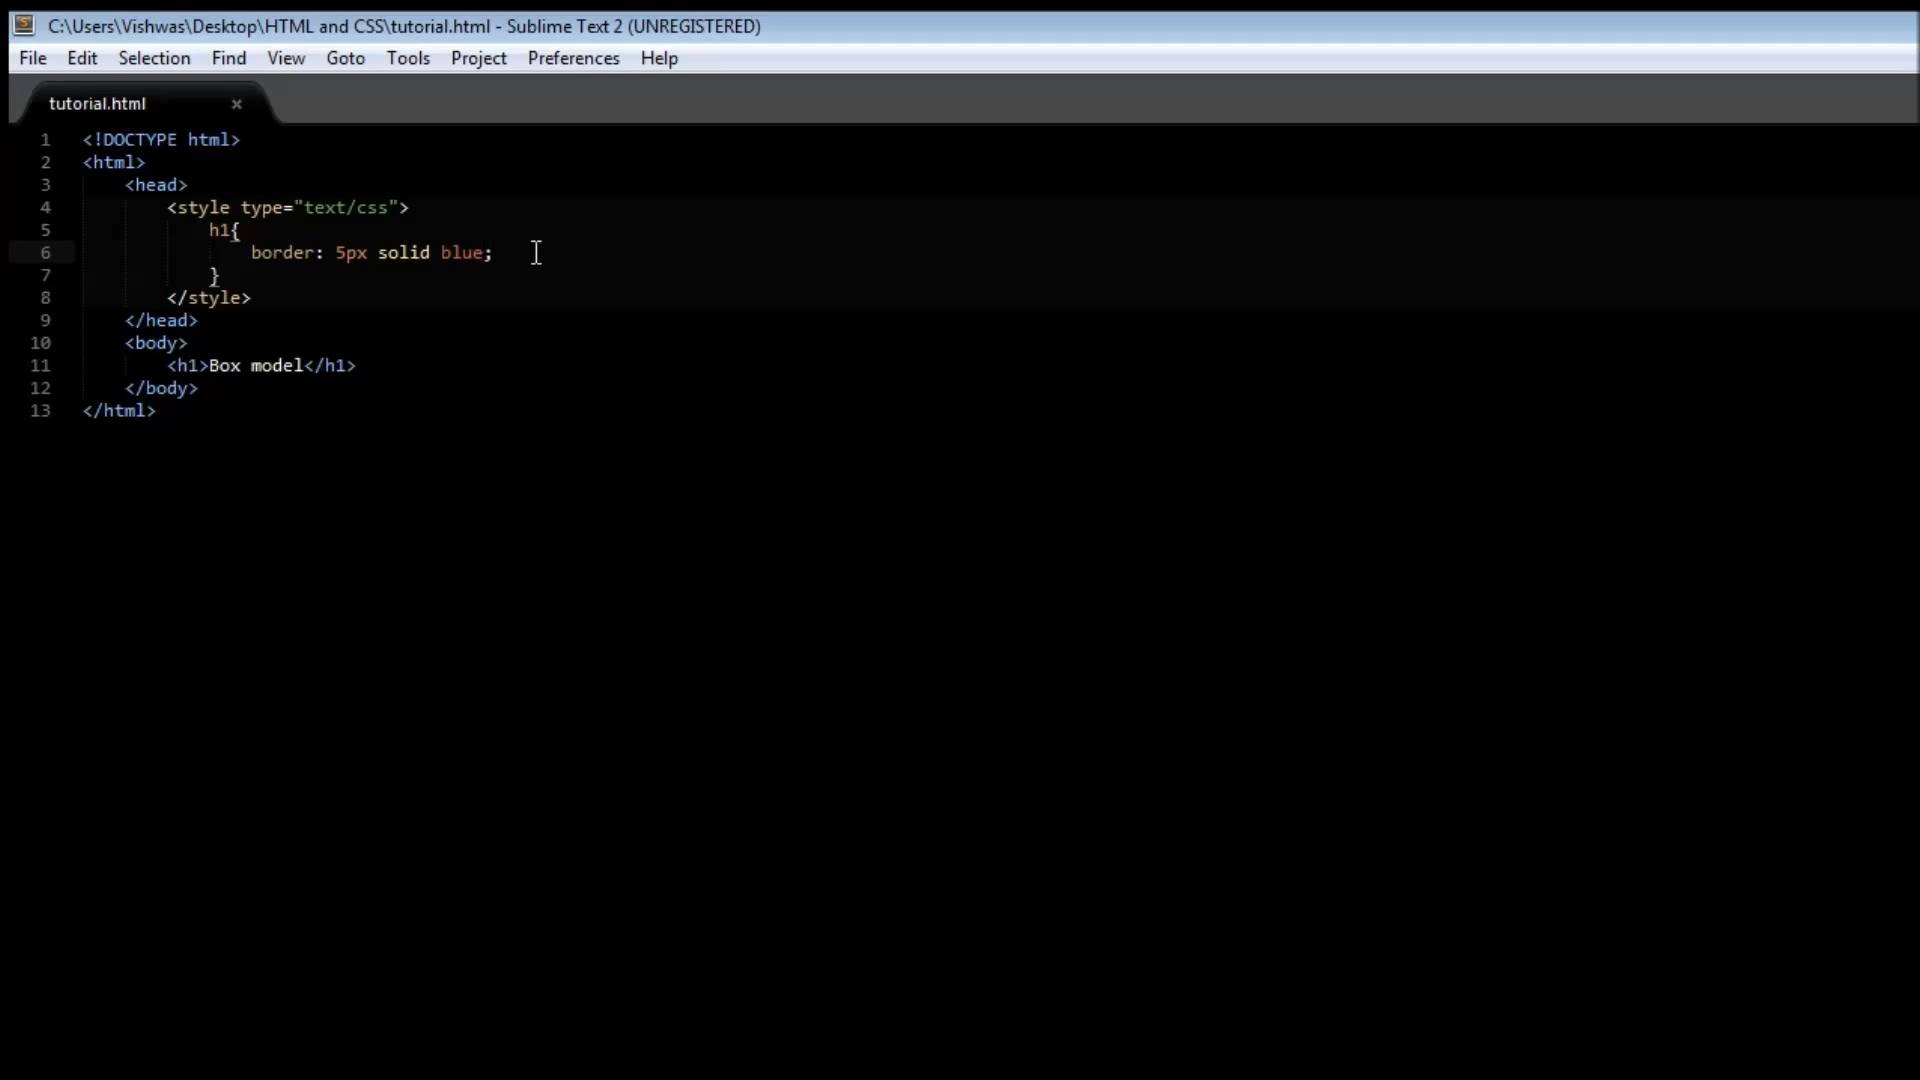 C:\Users\Vishwas\Desktop\HTML and CSS\tutorial.html - Sublime Text 2 (UNREGISTERED)
File Edit Selection Find View Goto Tools Project Preferences Help
tutorial.html ×
1 <!DOCTYPE html>
2 <html>
3 <head>
4 <style type="text/css">
5 h1{
6 border: 5px solid blue;
7 }
8 </style>
9 </head>
10 <body>
11 <h1>Box model</h1>
12 </body>
13 </html>